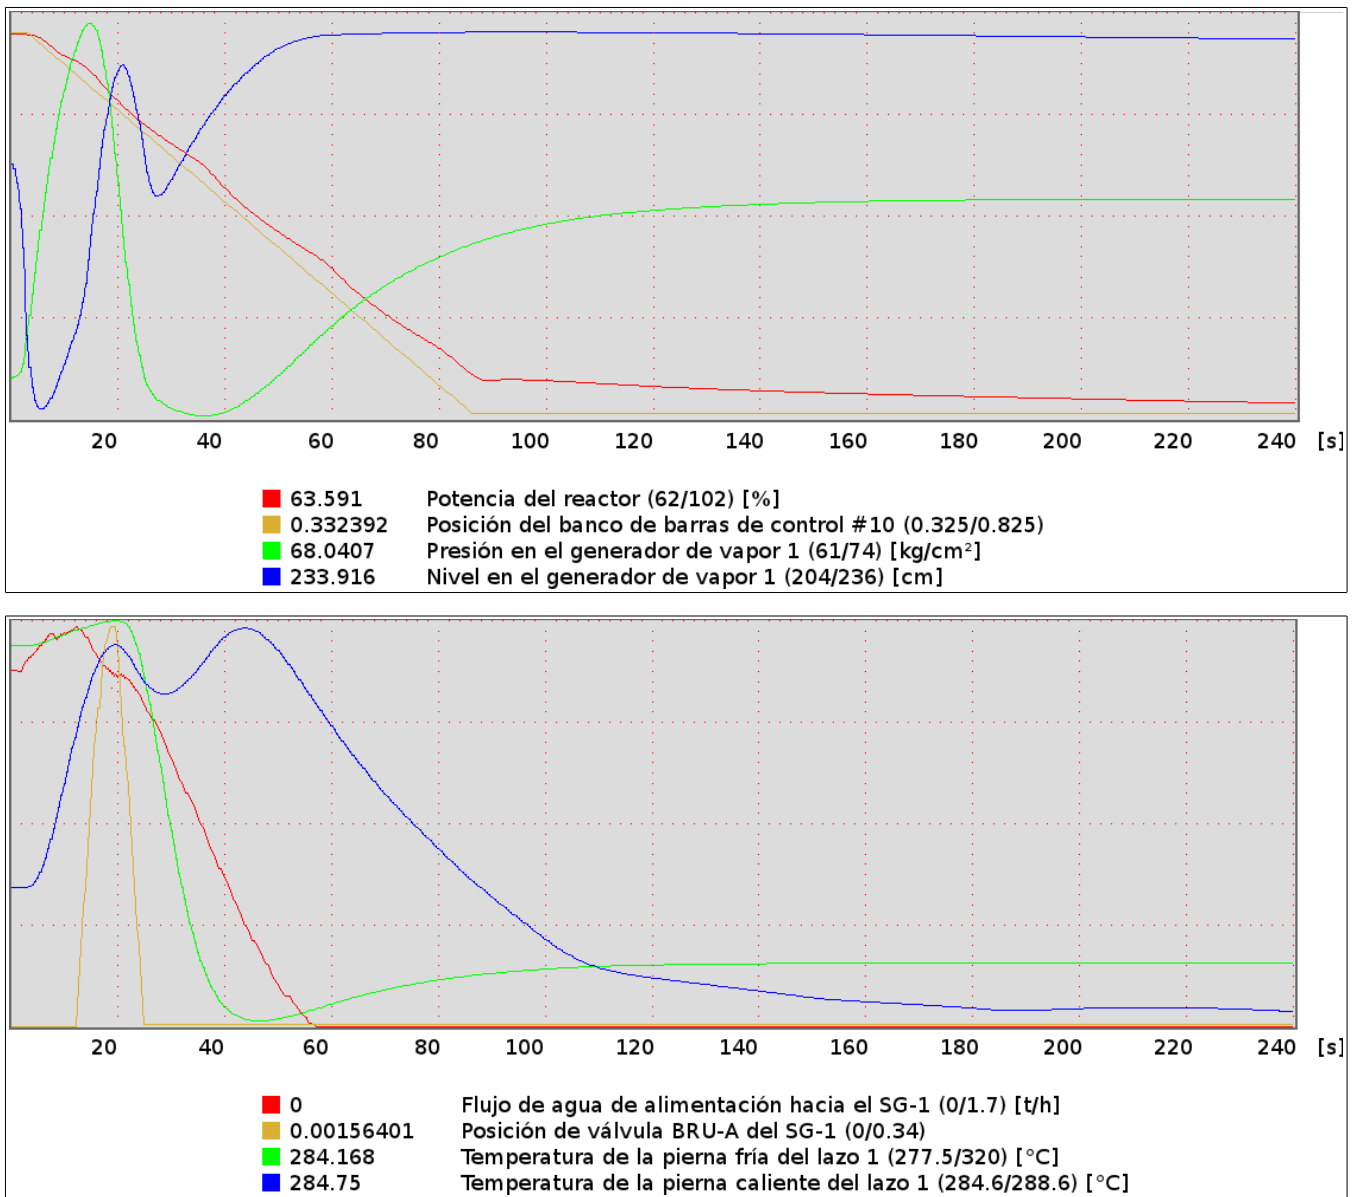 20 40 60 80 100 120 140 160 180 200 220 240 [s]
63.591 Potencia del reactor (62/102) [%]
0.332392 Posición del banco de barras de control #10 (0.325/0.825)
68.0407 Presión en el generador de vapor 1 (61/74) [kg/cm²]
233.916 Nivel en el generador de vapor 1 (204/236) [cm]
20 40 60 80 100 120 140 160 180 200 220 240 [s]
0 Flujo de agua de alimentación hacia el SG-1 (0/1.7) [t/h]
0.00156401 Posición de válvula BRU-A del SG-1 (0/0.34)
284.168 Temperatura de la pierna fría del lazo 1 (277.5/320) [°C]
284.75 Temperatura de la pierna caliente del lazo 1 (284.6/288.6) [°C]